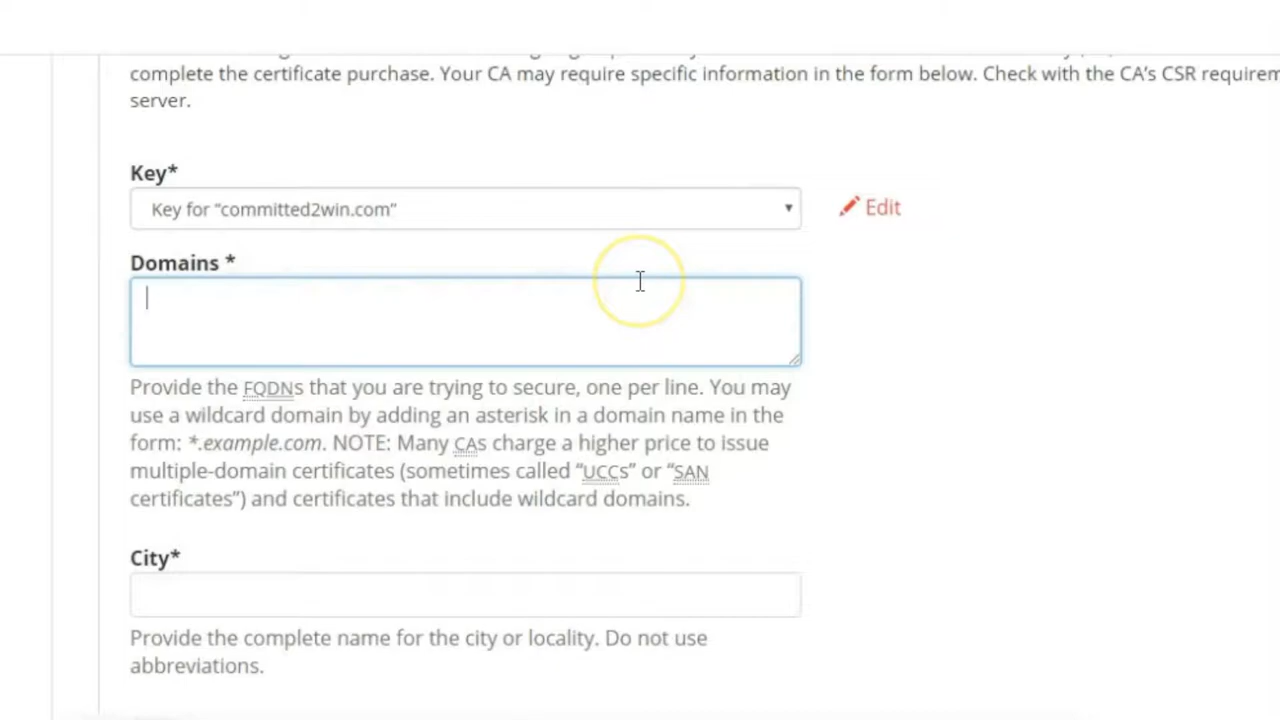 complete the certificate purchase. Your CA may require specific information in the form below. Check with the CA's CSR
server.
Key*
Key for "committed2win.com"
Edit
Domains *
Provide the FQDNs that you are trying to secure, one per line. You may
use a wildcard domain by adding an asterisk in a domain name in the
form: *.example.com. NOTE: Many CAs charge a higher price to issue
multiple-domain certificates (sometimes called "UCCs" or "SAN
certificates") and certificates that include wildcard domains.
City*
Provide the complete name for the city or locality. Do not use
abbreviations.